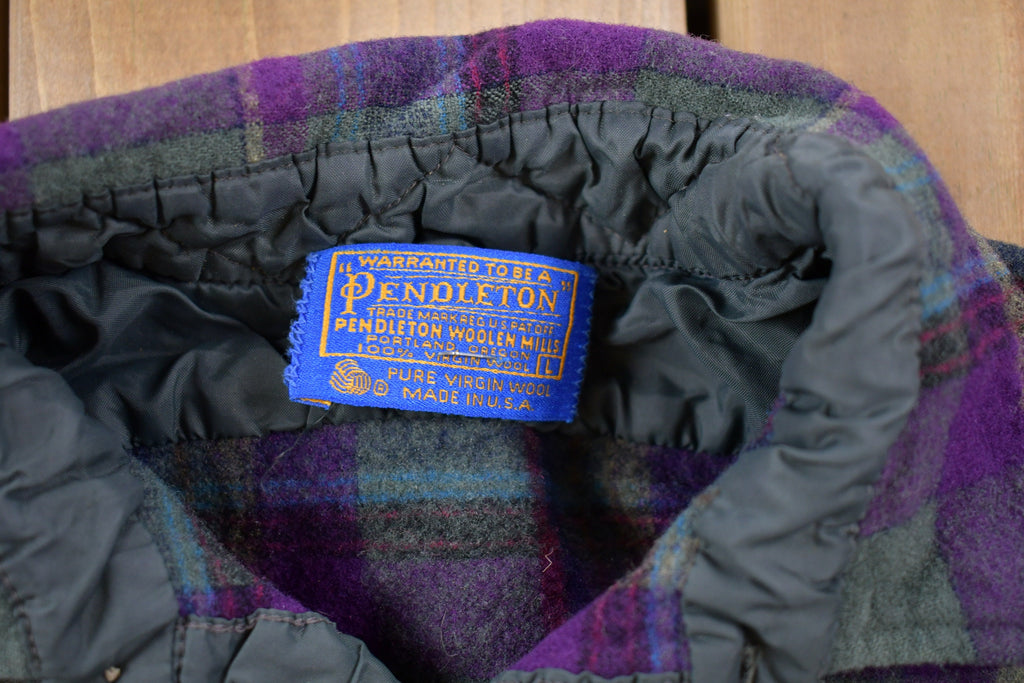 WARRANTED TO BE A
"PENDLETON"
TRADE MARK REG U.S. PAT OFF
PENDLETON WOOLEN MILLS
PORTLAND, OREGON
100% VIRGIN WOOL L
® PURE VIRGIN WOOL
MADE IN U.S.A